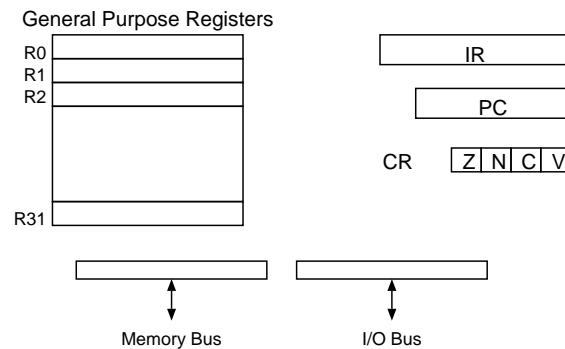 General Purpose Registers
R0
R1
R2
R31
IR
PC
CR
Z N C V
Memory Bus
I/O Bus